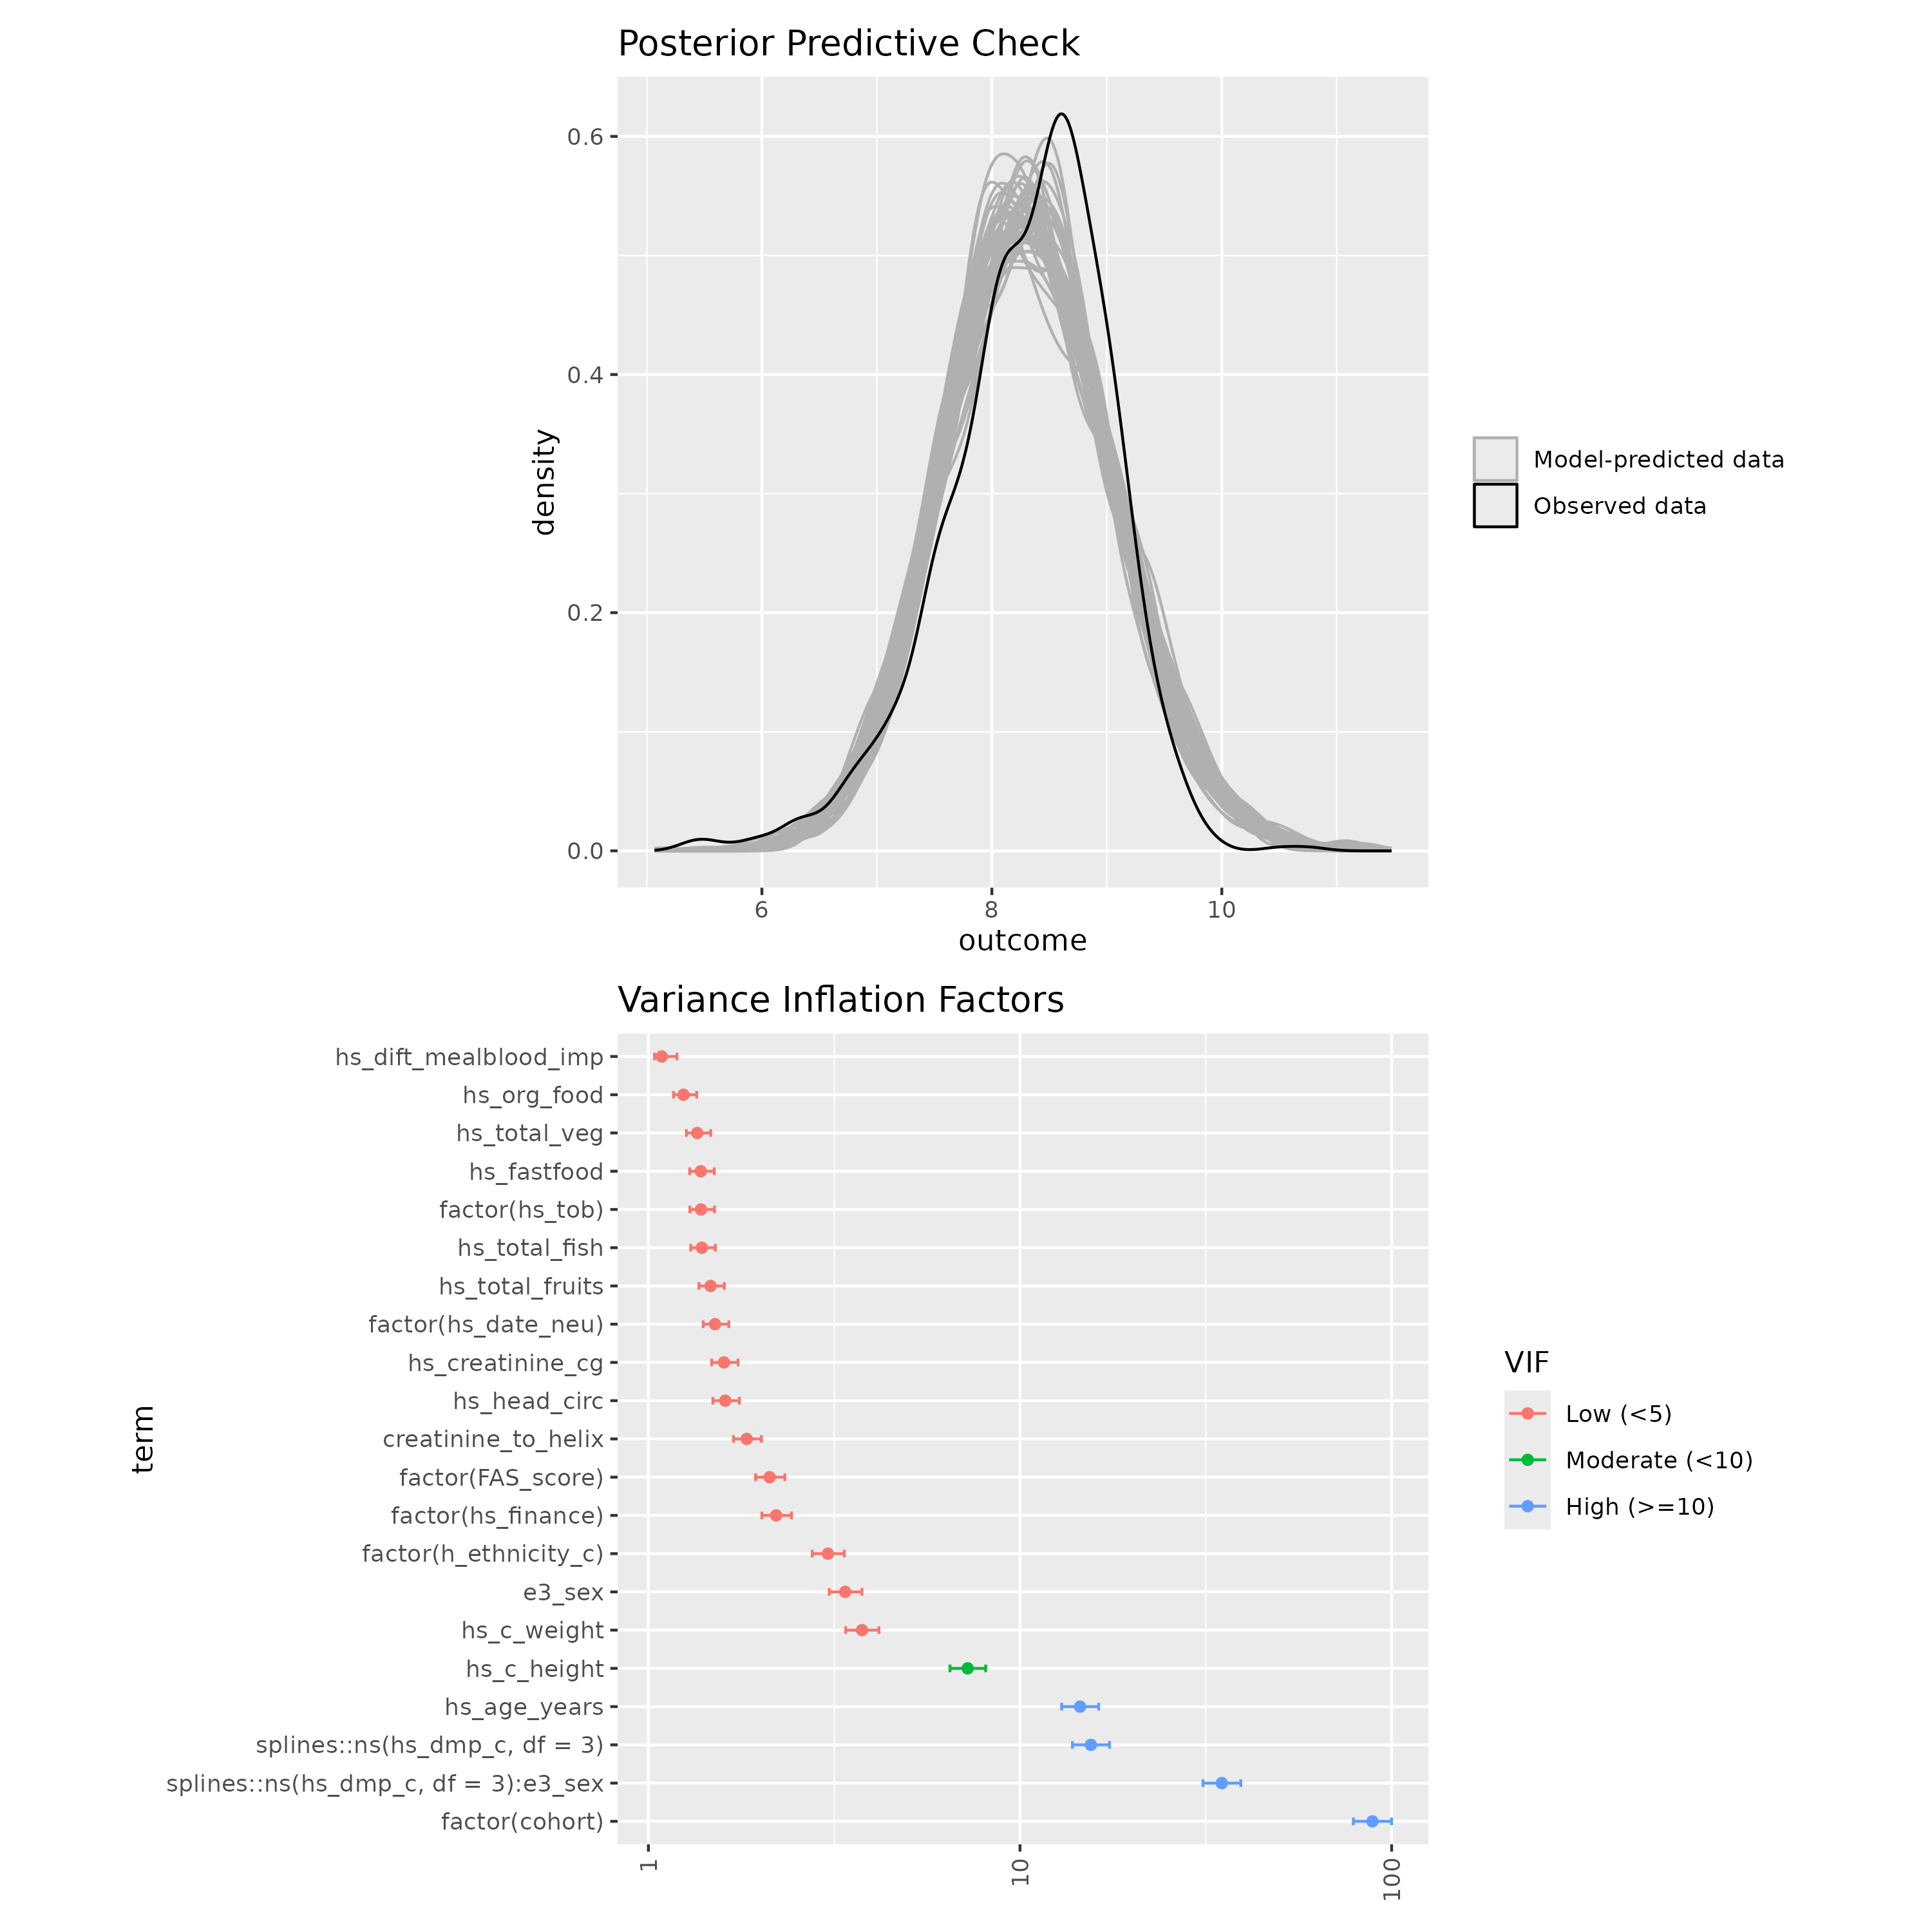 Posterior Predictive Check
0.6
0.4
0.2
0.0
density
6 8 10
outcome
Model-predicted data
Observed data
Variance Inflation Factors
term
hs_dift_mealblood_imp
hs_org_food
hs_total_veg
hs_fastfood
factor(hs_tob)
hs_total_fish
hs_total_fruits
factor(hs_date_neu)
hs_creatinine_cg
hs_head_circ
creatinine_to_helix
factor(FAS_score)
factor(hs_finance)
factor(h_ethnicity_c)
e3_sex
hs_c_weight
hs_c_height
hs_age_years
splines::ns(hs_dmp_c, df = 3)
splines::ns(hs_dmp_c, df = 3):e3_sex
factor(cohort)
1 10 100
VIF
Low (<5)
Moderate (<10)
High (>=10)